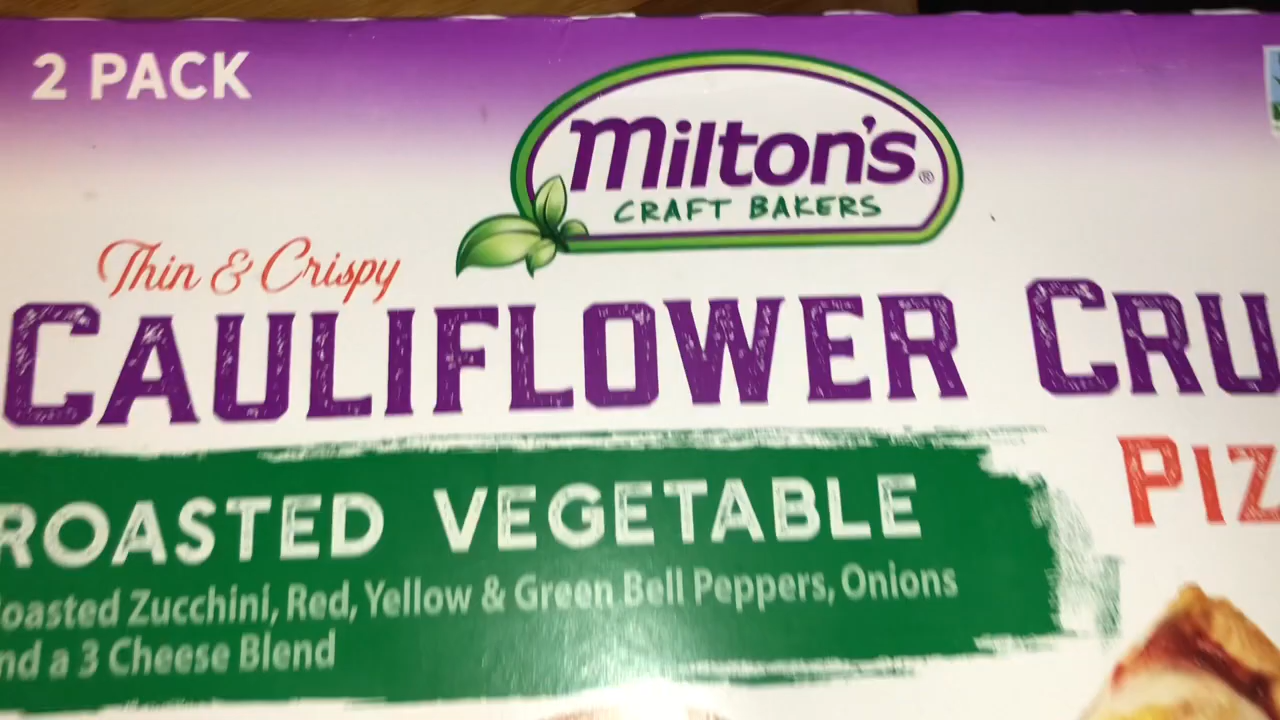 2 PACK
Milton's®
CRAFT BAKERS
Thin & Crispy
CAULIFLOWER CRU
PIZ
ROASTED VEGETABLE
oasted Zucchini, Red, Yellow & Green Bell Peppers, Onions
nd a 3 Cheese Blend